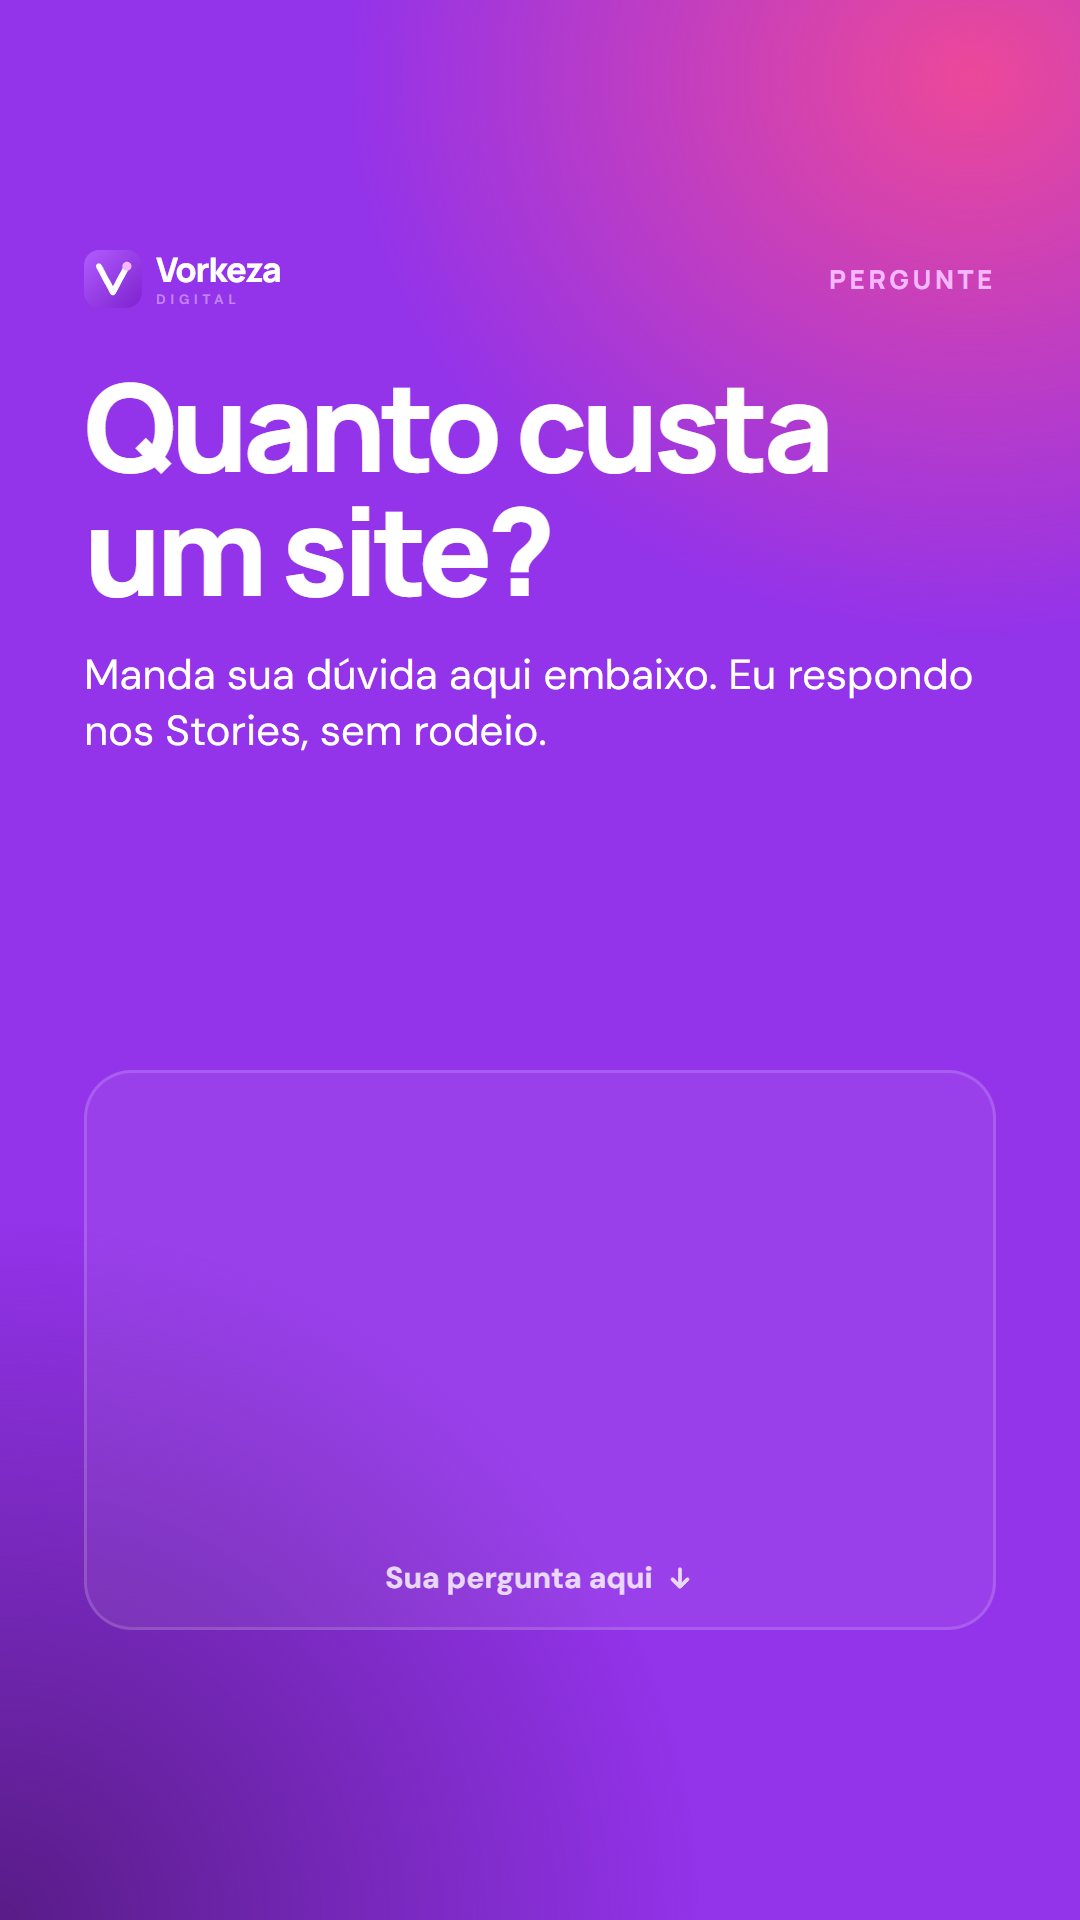 Vorkeza
DIGITAL
PERGUNTE
Quanto custa
um site?
Manda sua dúvida aqui embaixo. Eu respondo
nos Stories, sem rodeio.
Sua pergunta aqui ↓